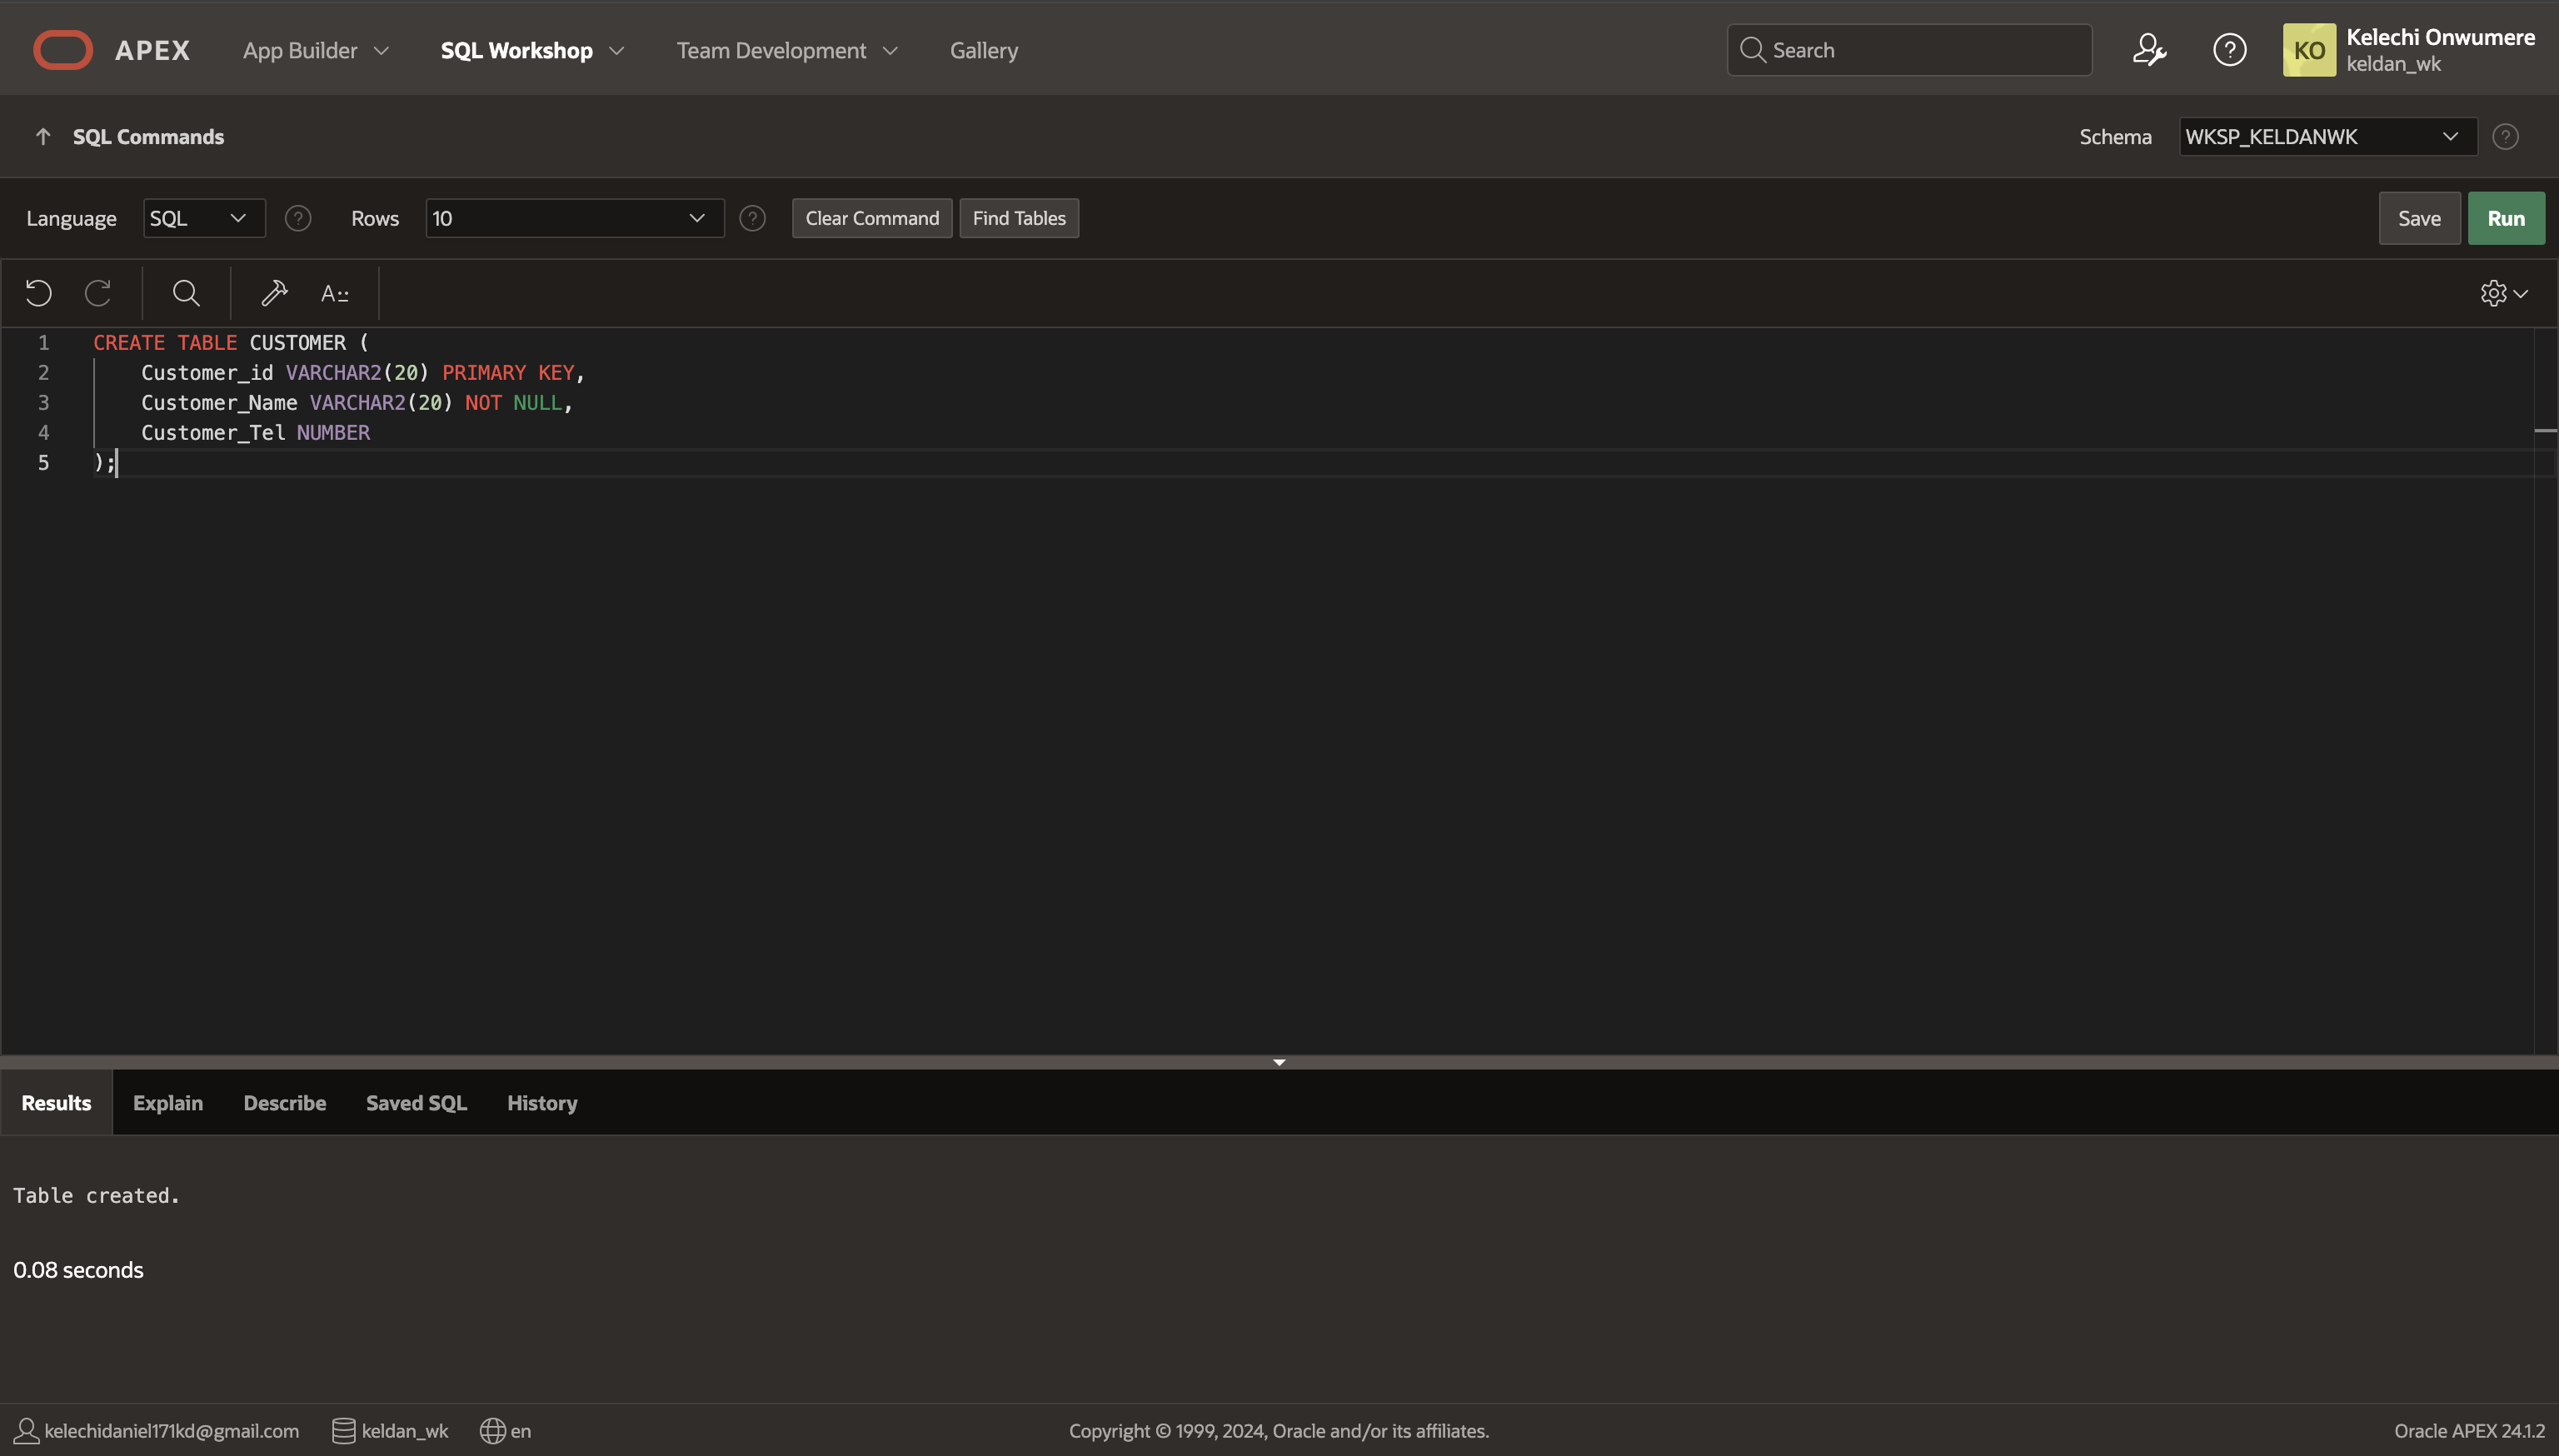 APEX App Builder SQL Workshop Team Development Gallery Search KO Kelechi Onwumere
keldan_wk
SQL Commands Schema WKSP_KELDANWK ?
Language SQL ? Rows 10 ? Clear Command Find Tables Save Run
A::
1 CREATE TABLE CUSTOMER (
2 Customer_id VARCHAR2(20) PRIMARY KEY,
3 Customer_Name VARCHAR2(20) NOT NULL,
4 Customer_Tel NUMBER
5 );
Results Explain Describe Saved SQL History
Table created.
0.08 seconds
kelechidaniel171kd@gmail.com keldan_wk en Copyright © 1999, 2024, Oracle and/or its affiliates. Oracle APEX 24.1.2